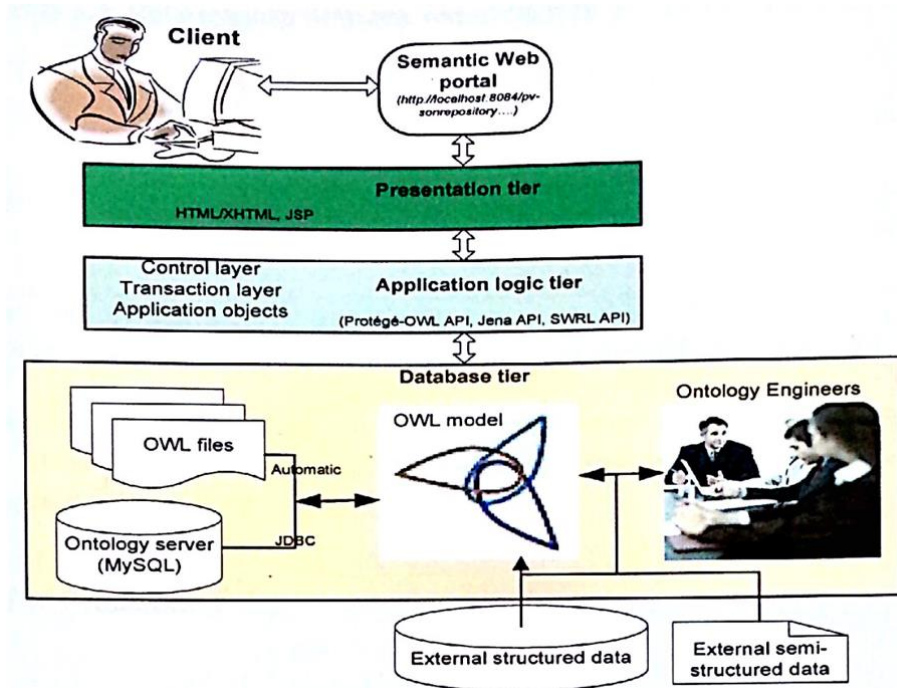 Client
Semantic Web
portal
(http://localhost:8084/pv-
sonrepository....)
Presentation tier
HTML/XHTML, JSP
Control layer
Transaction layer
Application objects
Application logic tier
(Protégé-OWL API, Jena API, SWRL API)
Database tier
OWL files
Automatic
Ontology server
(MySQL)
JDBC
OWL model
Ontology Engineers
External structured data
External semi-
structured data